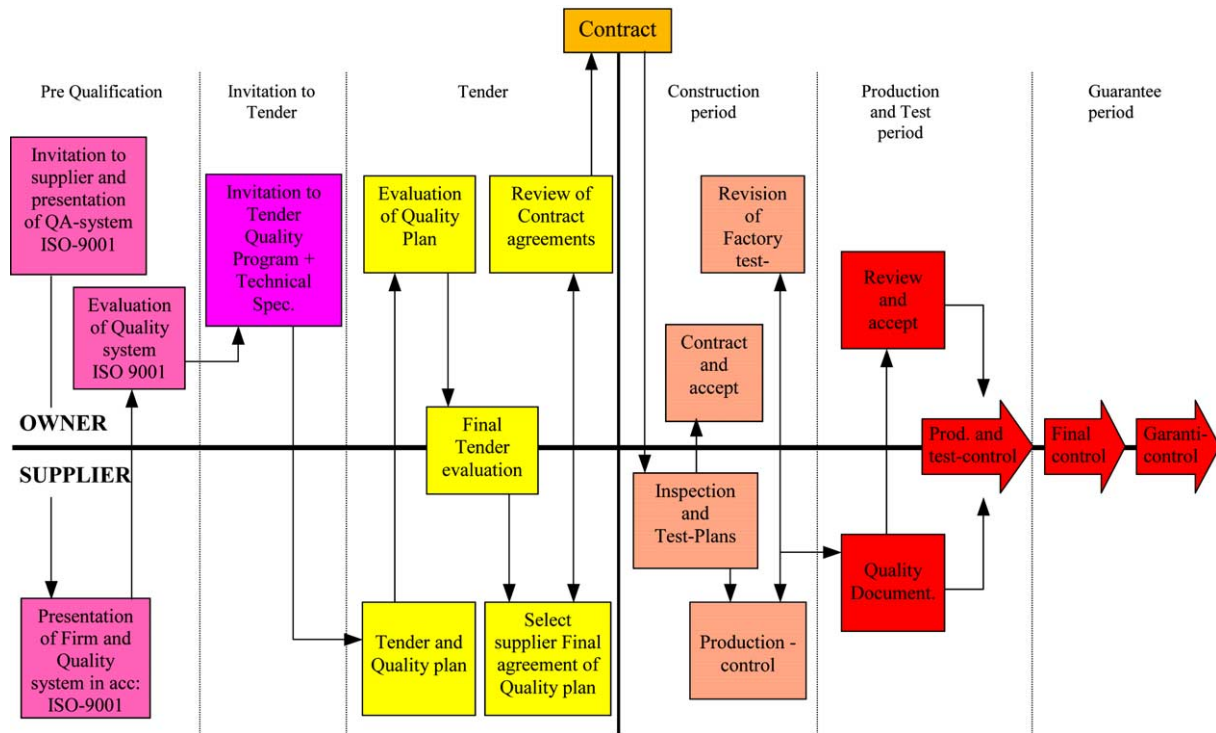 Contract
Pre Qualification
Invitation to
Tender
Tender
Construction
period
Production
and Test
period
Guarantee
period
Invitation to
supplier and
presentation
of QA-system
ISO-9001
Evaluation
of Quality
system
ISO 9001
Invitation to
Tender
Quality
Program +
Technical
Spec.
Evaluation
of Quality
Plan
Review of
Contract
agreements
Revision
of
Factory
test-
Review
and
accept
Contract
and
accept
OWNER
SUPPLIER
Final
Tender
evaluation
Prod. and
test-control
Final
control
Garanti-
control
Inspection
and
Test-Plans
Quality
Document.
Presentation
of Firm and
Quality
system in acc:
ISO-9001
Tender and
Quality plan
Select
supplier Final
agreement of
Quality plan
Production -
control